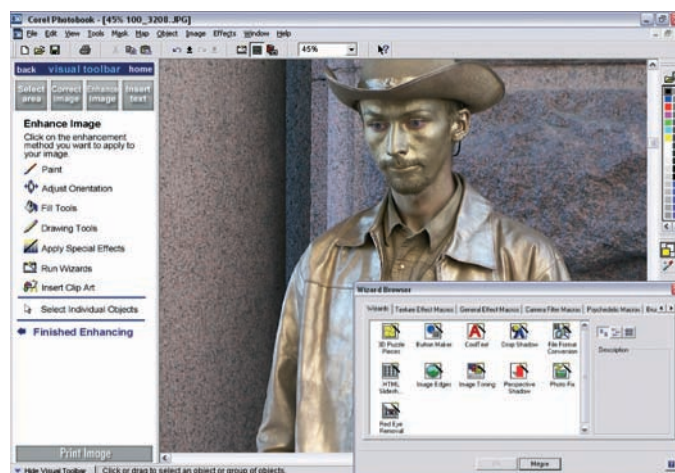 Corel Photobook - [45% 100_3208.JPG]
File Edit View Tools Mask Map Object Image Effects Window Help
45%
back visual toolbar home
Select area
Correct image
Enhance image
Insert text
Enhance Image
Click on the enhancement
method you want to apply to
your image.
Paint
Adjust Orientation
Fill Tools
Drawing Tools
Apply Special Effects
Run Wizards
Insert Clip Art
Select Individual Objects
Finished Enhancing
Print Image
Hide Visual Toolbar Click or drag to select an object or group of objects.
Wizard Browser
Wizards Texture Effect Macros General Effect Macros Camera Filter Macros Psychedelic Macros
3D Puzzle Pieces
Button Maker
CoolText
Drop Shadow
File Format Conversion
HTML Slidesh...
Image Edges
Image Toning
Perspective Shadow
Photo Fix
Red Eye Removal
Description